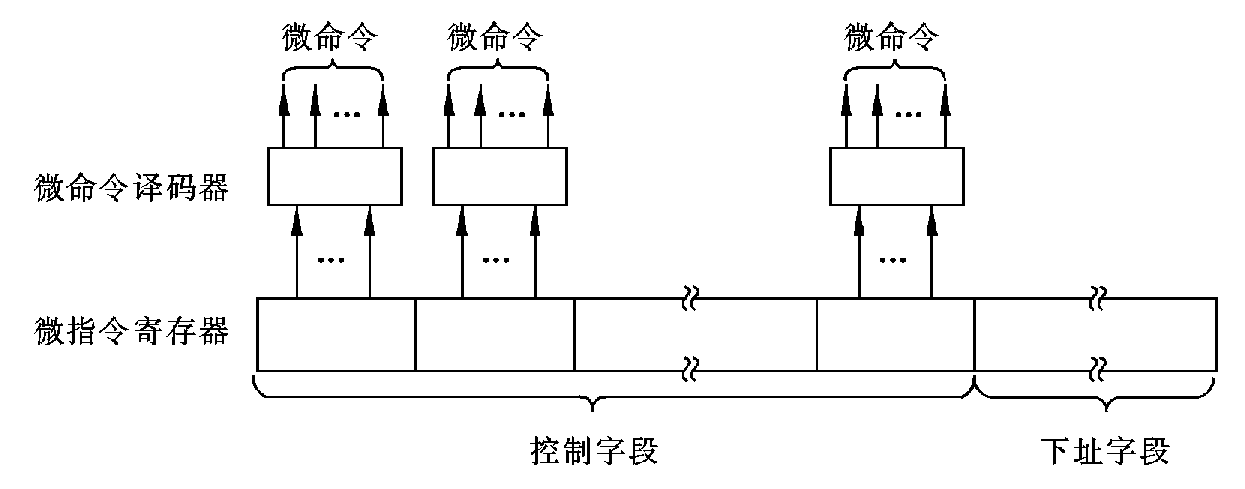 微命令 微命令 微命令
... ... ...
微命令译码器
... ... ...
微指令寄存器
控制字段 下址字段